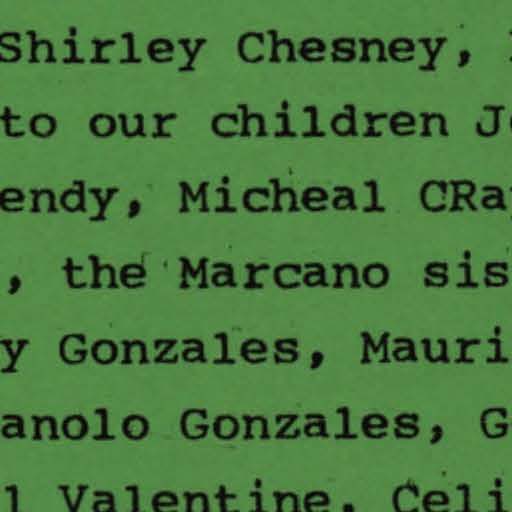 Shirley Chesney,
to our children
endy, Micheal CRa
, the Marcano sis
y Gonzales, Mauri
anolo Gonzales, G
l Valentine, Celi